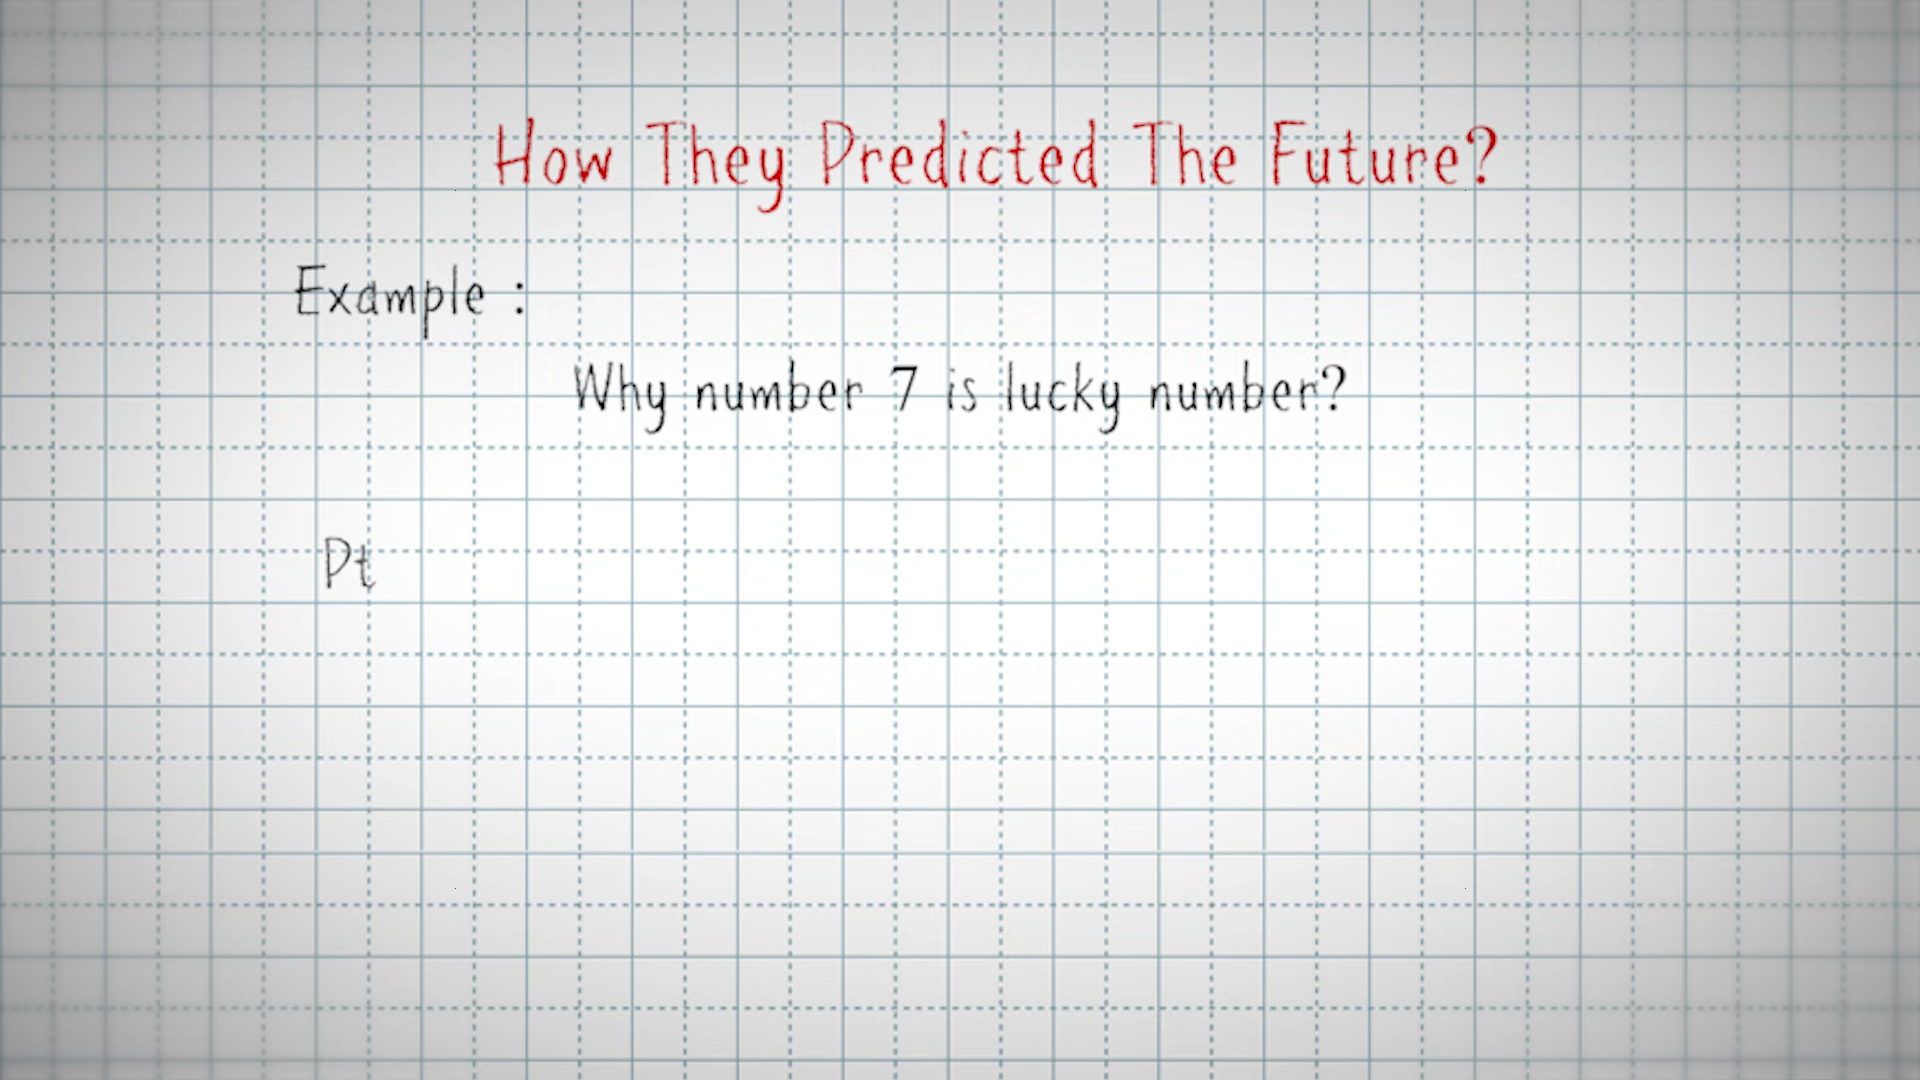 How They Predicted The Future?
Example :
Why number 7 is lucky number?
Pt